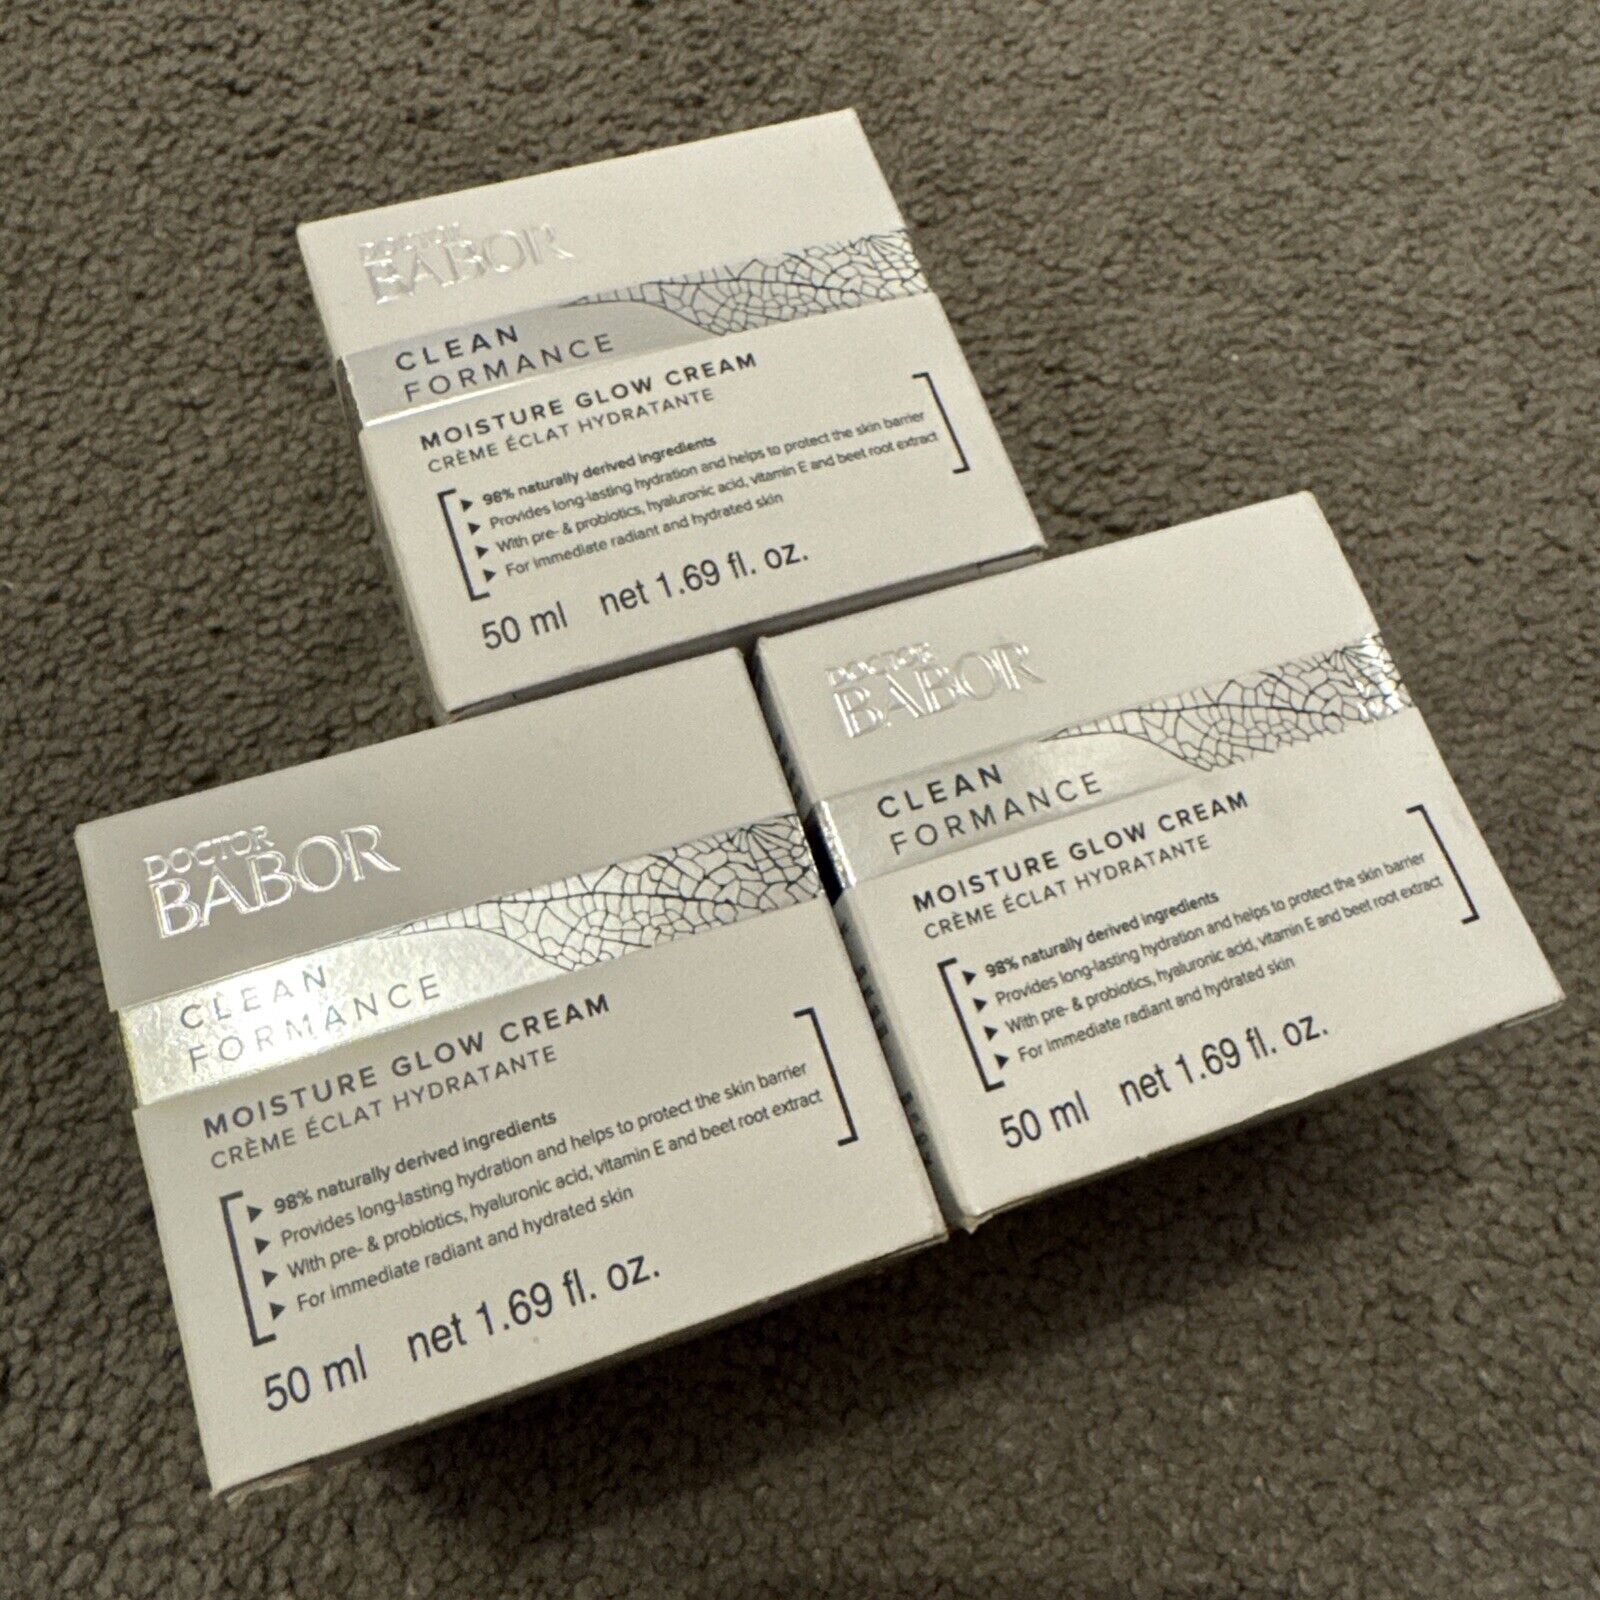 DOCTOR
BABOR
CLEAN
FORMANCE
MOISTURE GLOW CREAM
CRÈME ÉCLAT HYDRATANTE
98% naturally derived ingredients
Provides long-lasting hydration and helps to protect the skin barrier
With pre- & probiotics, hyaluronic acid, vitamin E and beet root extract
For immediate radiant and hydrated skin
50 ml net 1.69 fl. oz.
DOCTOR
BABOR
CLEAN
FORMANCE
MOISTURE GLOW CREAM
CRÈME ÉCLAT HYDRATANTE
98% naturally derived ingredients
Provides long-lasting hydration and helps to protect the skin barrier
With pre- & probiotics, hyaluronic acid, vitamin E and beet root extract
For immediate radiant and hydrated skin
50 ml net 1.69 fl. oz.
DOCTOR
BABOR
CLEAN
FORMANCE
MOISTURE GLOW CREAM
CRÈME ÉCLAT HYDRATANTE
98% naturally derived ingredients
Provides long-lasting hydration and helps to protect the skin barrier
With pre- & probiotics, hyaluronic acid, vitamin E and beet root extract
For immediate radiant and hydrated skin
50 ml net 1.69 fl. oz.